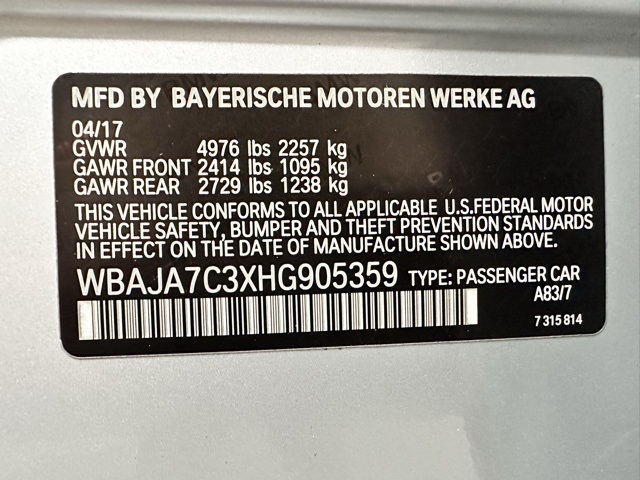 MFD BY BAYERISCHE MOTOREN WERKE AG
04/17
GVWR 4976 lbs 2257 kg
GAWR FRONT 2414 lbs 1095 kg
GAWR REAR 2729 lbs 1238 kg
THIS VEHICLE CONFORMS TO ALL APPLICABLE U.S.FEDERAL MOTOR
VEHICLE SAFETY, BUMPER AND THEFT PREVENTION STANDARDS
IN EFFECT ON THE DATE OF MANUFACTURE SHOWN ABOVE.
WBAJA7C3XHG905359 TYPE: PASSENGER CAR
A83/7
7 315 814